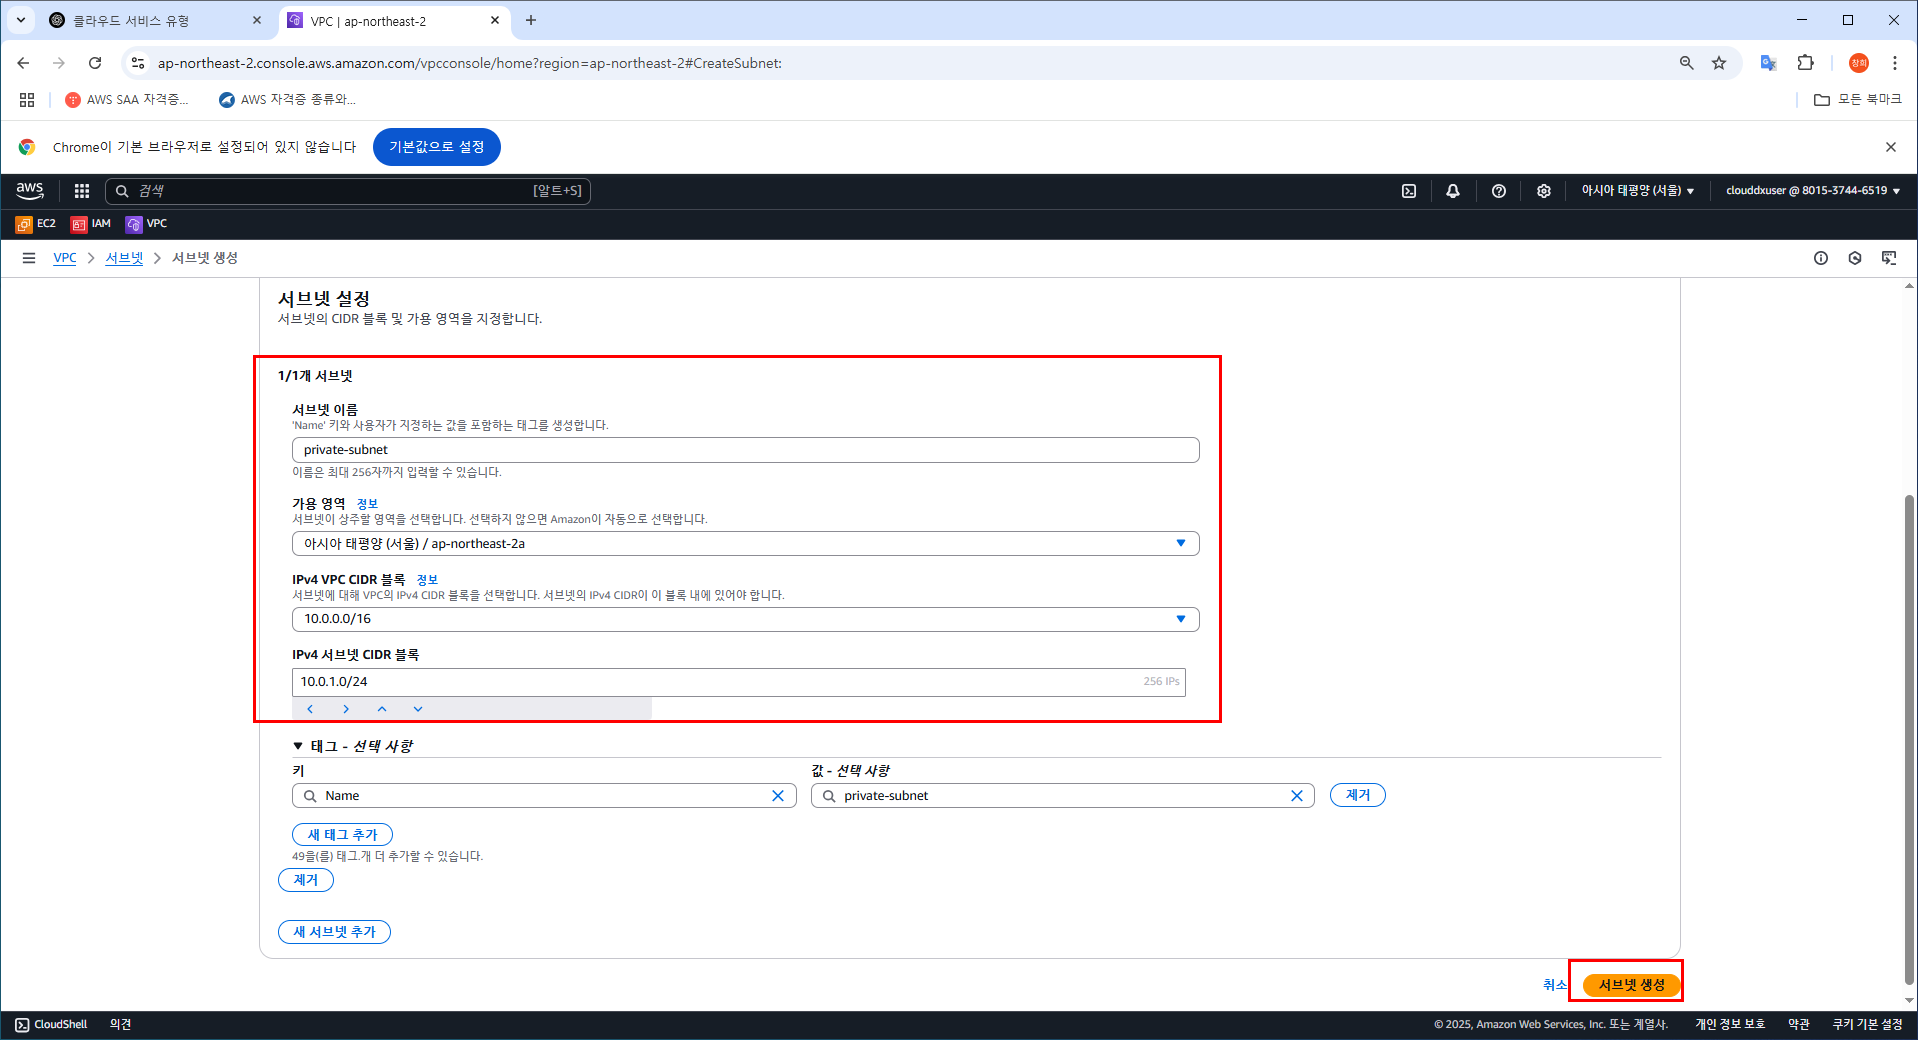 클라우드 서비스 유형
VPC | ap-northeast-2
ap-northeast-2.console.aws.amazon.com/vpcconsole/home?region=ap-northeast-2#CreateSubnet:
창희
AWS SAA 자격증...
AWS 자격증 종류와...
모든 북마크
Chrome이 기본 브라우저로 설정되어 있지 않습니다
기본값으로 설정
aws
검색
[알트+S]
아시아 태평양 (서울)
clouddxuser @ 8015-3744-6519
EC2
IAM
VPC
VPC
서브넷
서브넷 생성
서브넷 설정
서브넷의 CIDR 블록 및 가용 영역을 지정합니다.
1/1개 서브넷
서브넷 이름
'Name' 키와 사용자가 지정하는 값을 포함하는 태그를 생성합니다.
private-subnet
이름은 최대 256자까지 입력할 수 있습니다.
가용 영역 정보
서브넷이 상주할 영역을 선택합니다. 선택하지 않으면 Amazon이 자동으로 선택합니다.
아시아 태평양 (서울) / ap-northeast-2a
IPv4 VPC CIDR 블록 정보
서브넷에 대해 VPC의 IPv4 CIDR 블록을 선택합니다. 서브넷의 IPv4 CIDR이 이 블록 내에 있어야 합니다.
10.0.0.0/16
IPv4 서브넷 CIDR 블록
10.0.1.0/24
256 IPs
태그 - 선택 사항
키
값 - 선택 사항
Name
private-subnet
제거
새 태그 추가
49을(를) 태그.개 더 추가할 수 있습니다.
제거
새 서브넷 추가
취소
서브넷 생성
CloudShell
의견
© 2025, Amazon Web Services, Inc. 또는 계열사.
개인 정보 보호
약관
쿠키 기본 설정